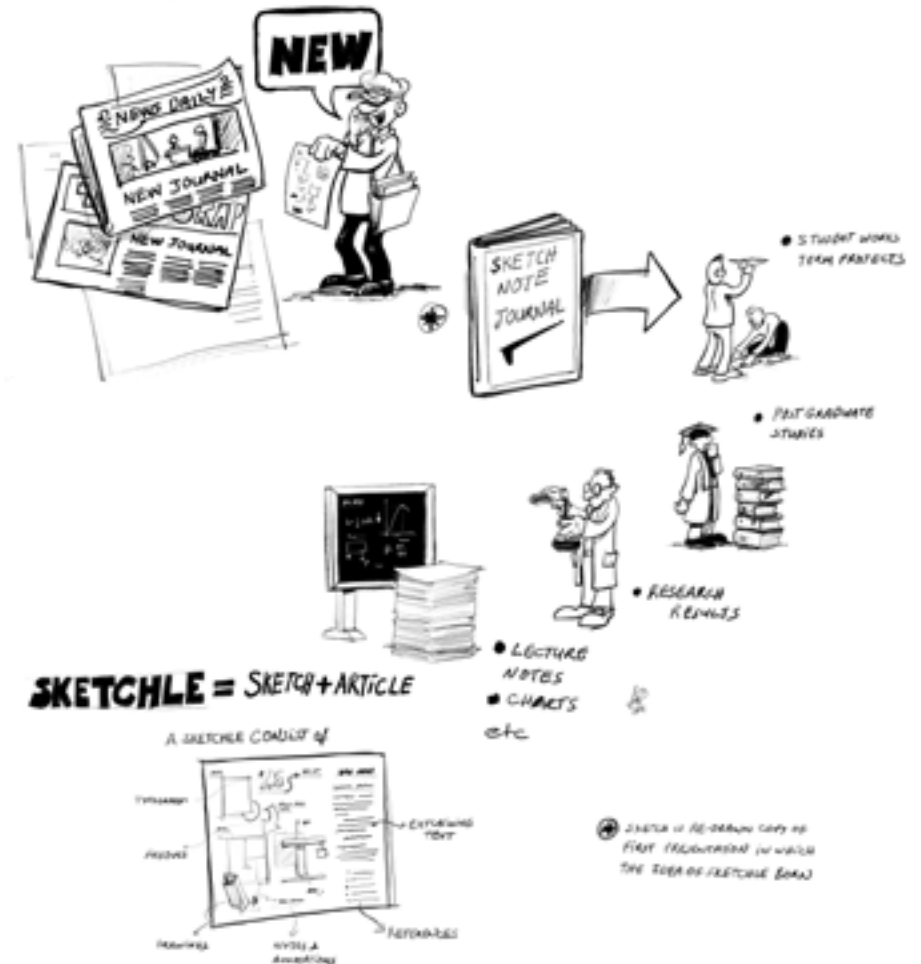 NEW
NEWS DAILY
NEW JOURNAL
NEW JOURNAL
SKETCH
NOTE
JOURNAL
• STUDENT WORKS
TERM PROJECTS
• POST GRADUATE
STUDIES
• RESEARCH
RESULTS
• LECTURE
NOTES
• CHARTS
etc
SKETCHLE = SKETCH + ARTICLE
A SKETCHLE CONSIST of
TYPOGRAPHY
EXPLAINING
TEXT
DRAWINGS
NOTES &
ANNOTATIONS
REFERENCES
SKETCH IS RE-DRAWN COPY OF
FIRST PRESENTATION IN WHICH
THE IDEA OF SKETCHLE BORN